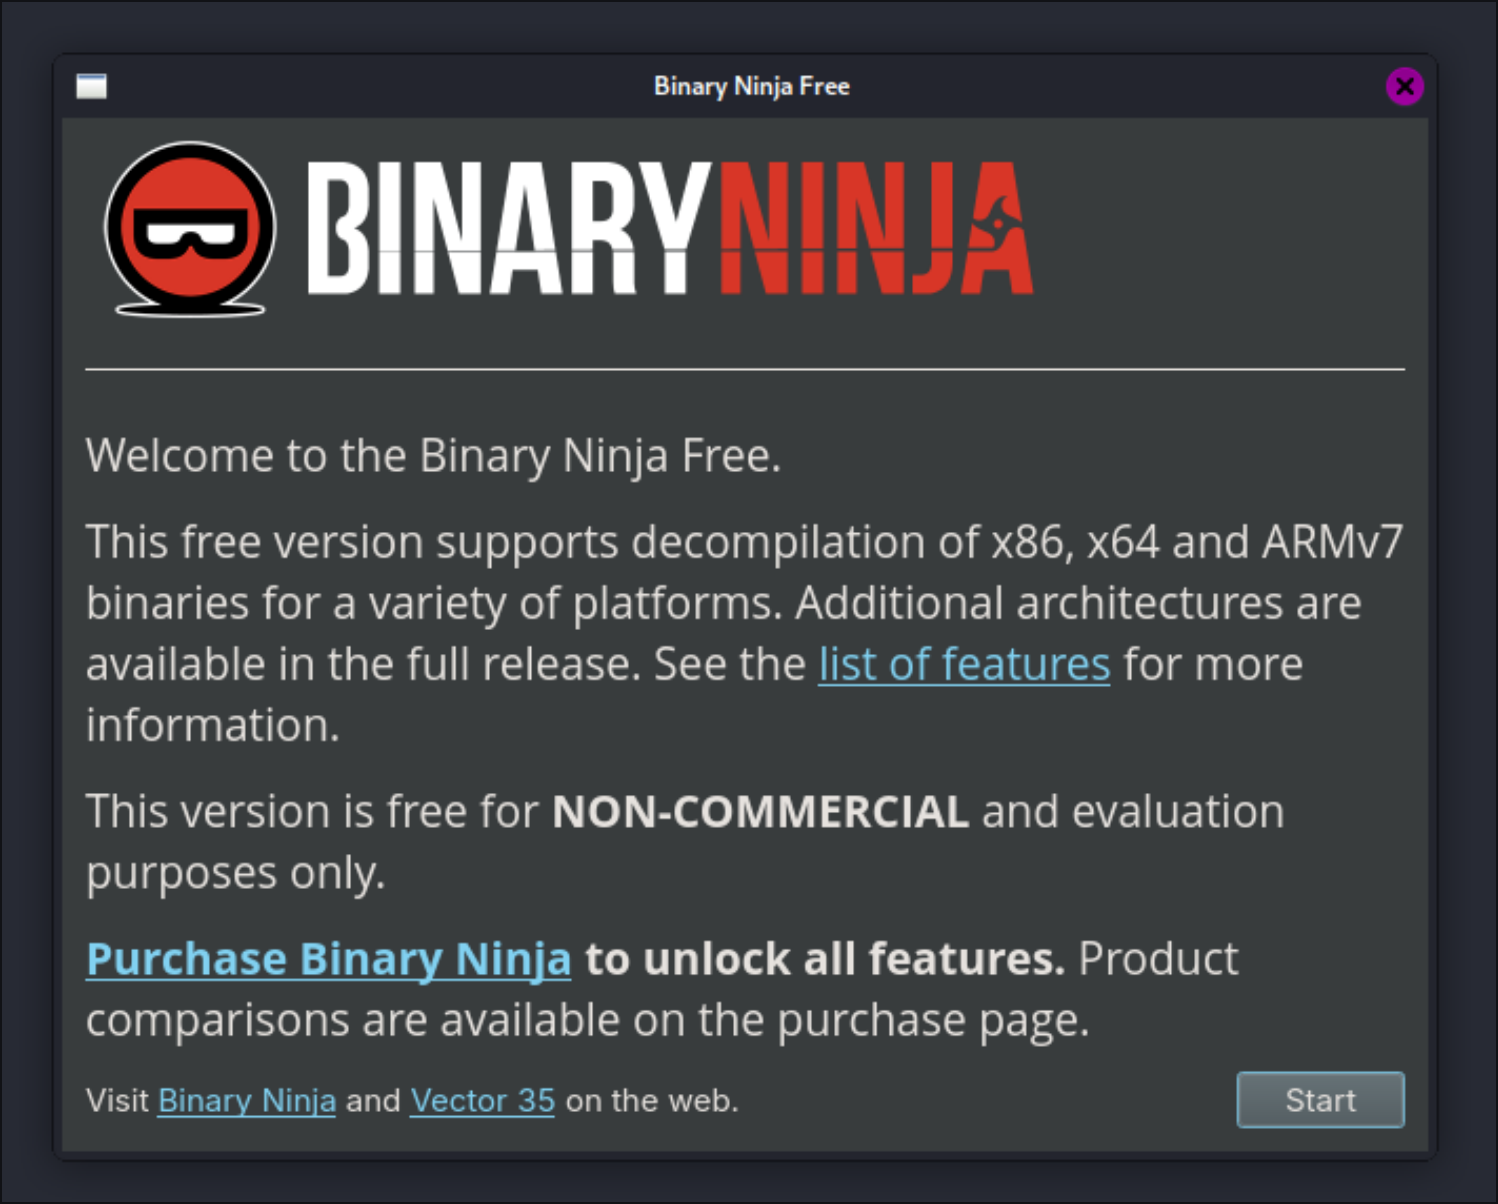 Binary Ninja Free
BINARYNINJA
Welcome to the Binary Ninja Free.
This free version supports decompilation of x86, x64 and ARMv7
binaries for a variety of platforms. Additional architectures are
available in the full release. See the list of features for more
information.
This version is free for NON-COMMERCIAL and evaluation
purposes only.
Purchase Binary Ninja to unlock all features. Product
comparisons are available on the purchase page.
Visit Binary Ninja and Vector 35 on the web.
Start